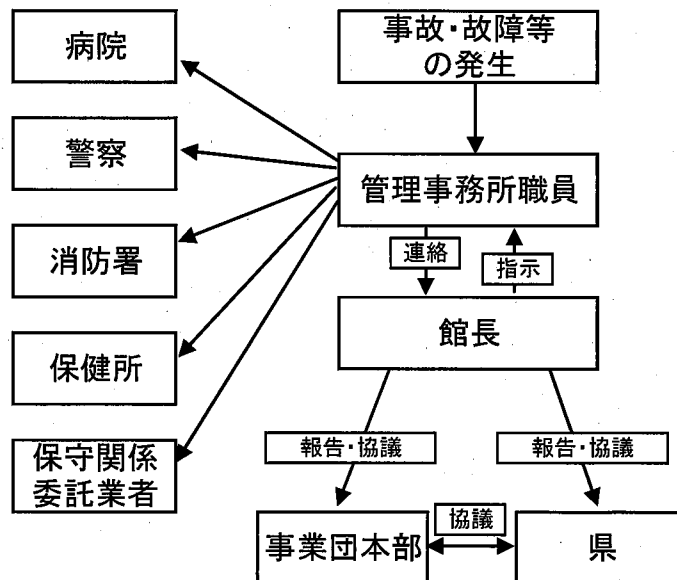 病院
警察
消防署
保健所
保守関係
委託業者
事故・故障等
の発生
管理事務所職員
連絡
指示
館長
報告・協議
報告・協議
事業団本部
協議
県